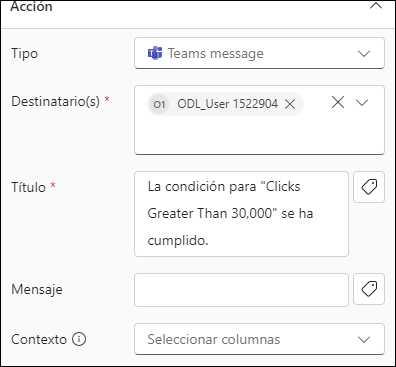 Acción
Tipo
Teams message
Destinatario(s) *
O1 ODL_User 1522904
Título *
La condición para "Clicks
Greater Than 30,000" se ha
cumplido.
Mensaje
Contexto
Seleccionar columnas